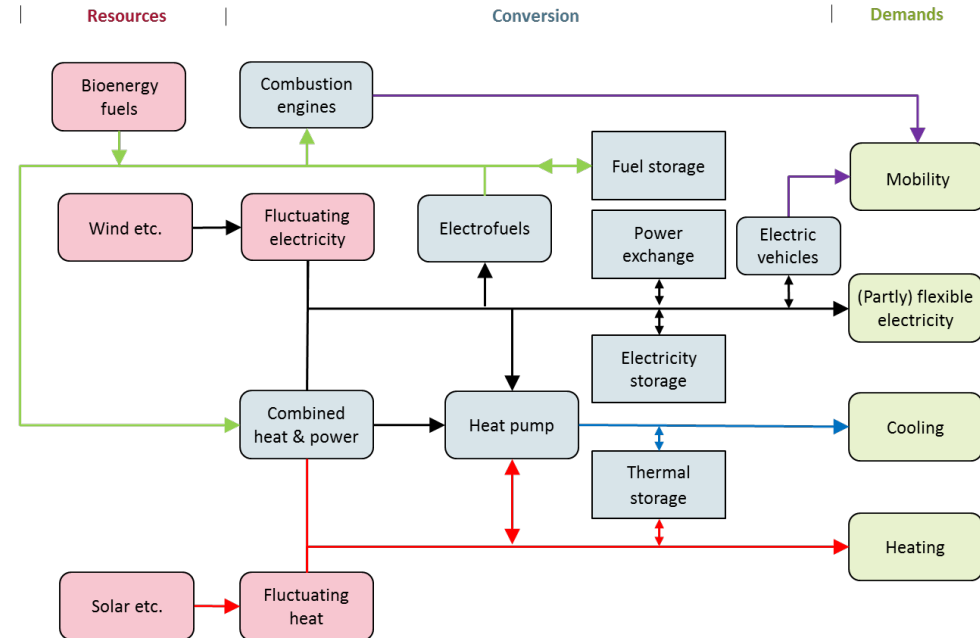 Resources
Conversion
Demands
Bioenergy
fuels
Combustion
engines
Fuel storage
Mobility
Wind etc.
Fluctuating
electricity
Electrofuels
Power
exchange
Electric
vehicles
(Partly) flexible
electricity
Electricity
storage
Combined
heat & power
Heat pump
Cooling
Thermal
storage
Heating
Solar etc.
Fluctuating
heat